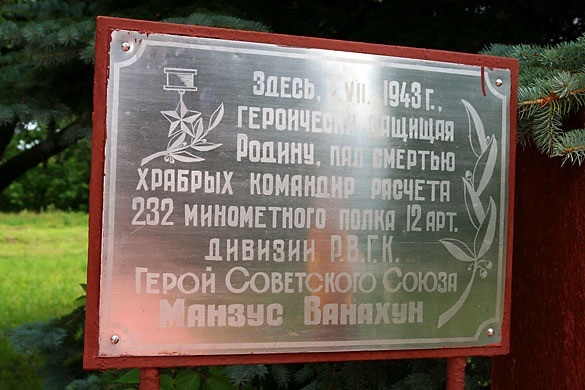 Здесь, VII. 1943 г.,
героически защищая
Родину, пал смертью
храбрых командир расчета
232 минометного полка 12 арт.
дивизии Р.В.Г.К.
Герой Советского Союза
Манзус Ванахун